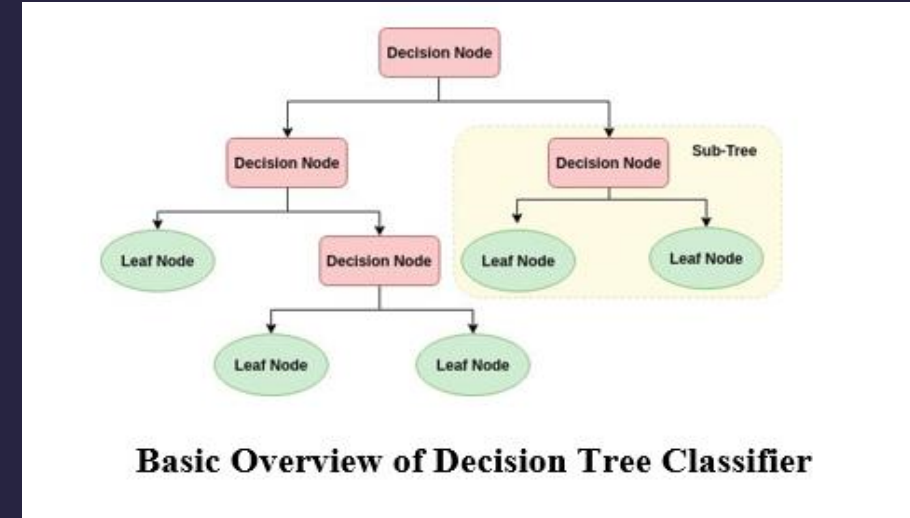 Decision Node
Decision Node
Decision Node
Sub-Tree
Leaf Node
Decision Node
Leaf Node
Leaf Node
Leaf Node
Leaf Node
Basic Overview of Decision Tree Classifier